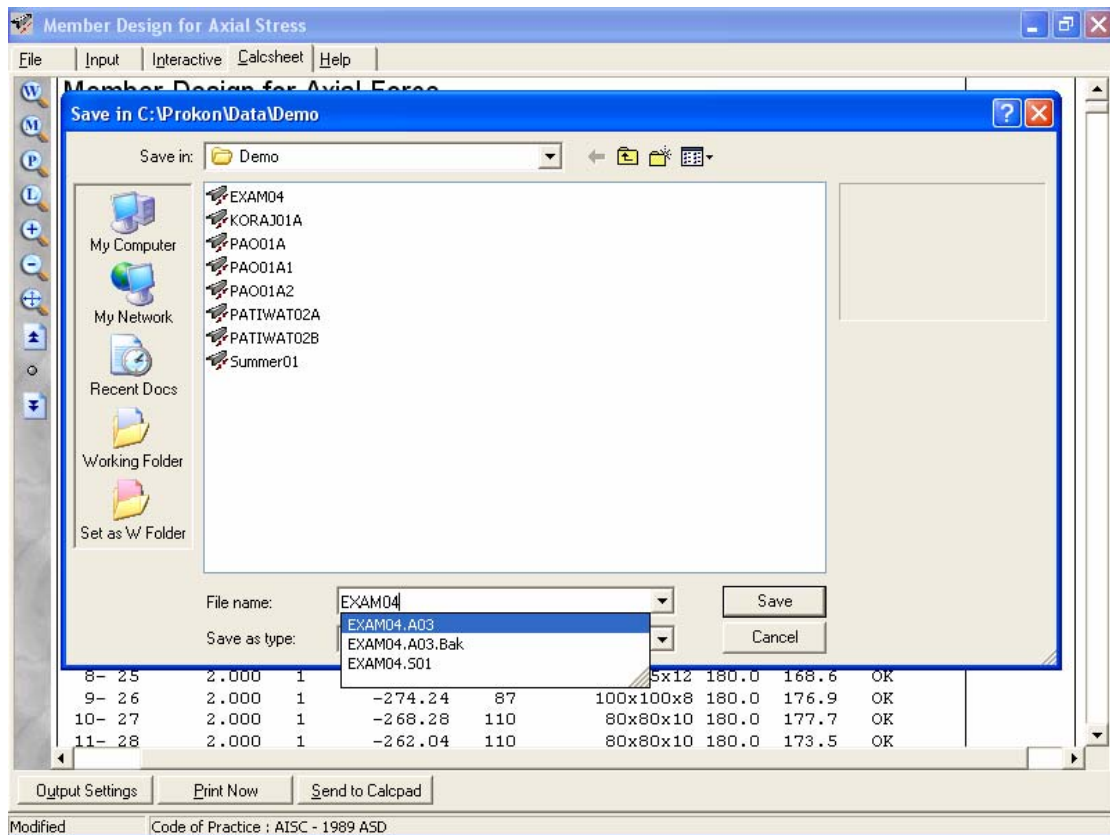 Member Design for Axial Stress
File Input Interactive Calcsheet Help
Member Design for Axial Force
Save in C:\Prokon\Data\Demo
Save in: Demo
EXAM04
KORAJ01A
PAO01A
PAO01A1
PAO01A2
PATIWAT02A
PATIWAT02B
Summer01
My Computer
My Network
Recent Docs
Working Folder
Set as W Folder
File name: EXAM04 Save
EXAM04.A03
Save as type: EXAM04.A03.Bak Cancel
EXAM04.S01
8- 25 2.000 1 5x12 180.0 168.6 OK
9- 26 2.000 1 -274.24 87 100x100x8 180.0 176.9 OK
10- 27 2.000 1 -268.28 110 80x80x10 180.0 177.7 OK
11- 28 2.000 1 -262.04 110 80x80x10 180.0 173.5 OK
Output Settings Print Now Send to Calcpad
Modified Code of Practice : AISC - 1989 ASD
W
M
P
L